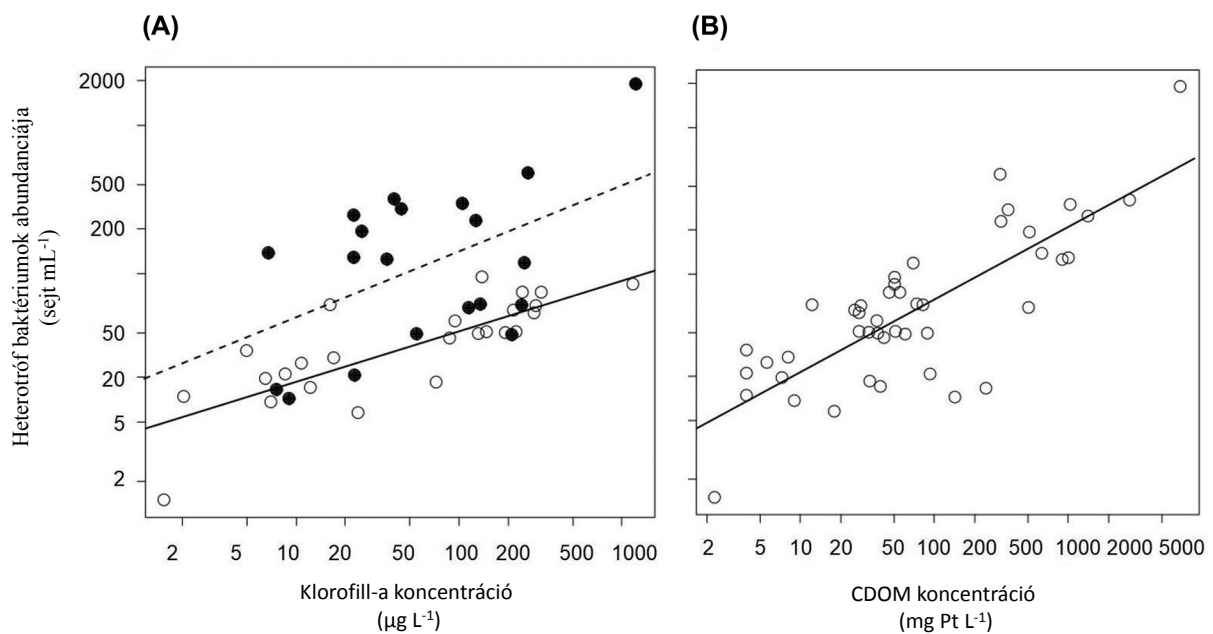 (A)
(B)
Heterotróf baktériumok abundanciája
(sejt mL-1)
2000
500
200
50
20
5
2
2 5 10 20 50 100 200 500 1000
2 5 10 20 50 100 200 500 1000 2000 5000
Klorofill-a koncentráció
(µg L-1)
CDOM koncentráció
(mg Pt L-1)